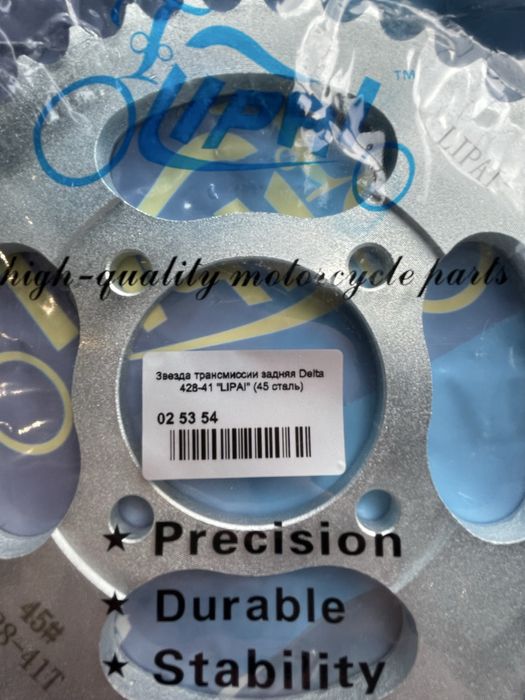 LIPAI
TM
LIPAI
high-quality motorcycle parts
Звезда трансмиссии задняя Delta
428-41 "LIPAI" (45 сталь)
02 53 54
★ Precision
★ Durable
★ Stability
45#
28-41T